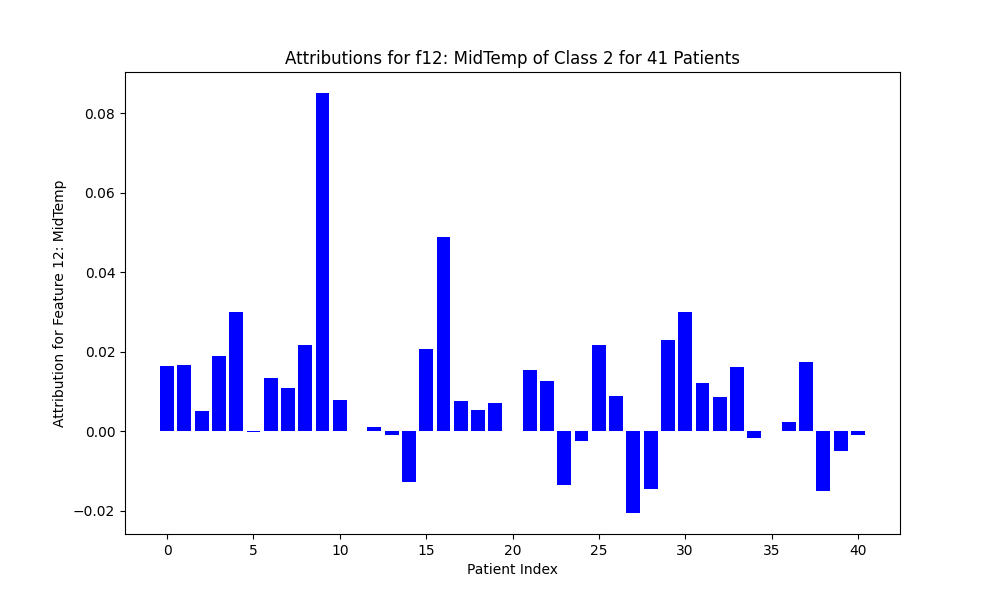 Attributions for f12: MidTemp of Class 2 for 41 Patients
Attribution for Feature 12: MidTemp
0.08
0.06
0.04
0.02
0.00
−0.02
0 5 10 15 20 25 30 35 40
Patient Index